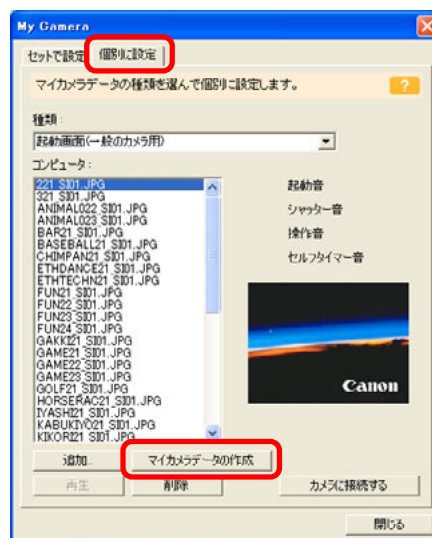 My Camera
セットで設定 個別に設定
マイカメラデータの種類を選んで個別に設定します。 ?
種類:
起動画面(一般のカメラ用)
コンピュータ:
221_SI01.JPG
321_SI01.JPG
ANIMAL022_SI01.JPG
ANIMAL023_SI01.JPG
BAR21_SI01.JPG
BASEBALL21_SI01.JPG
CHIMPAN21_SI01.JPG
ETHDANCE21_SI01.JPG
ETHTECHN21_SI01.JPG
FUN21_SI01.JPG
FUN22_SI01.JPG
FUN23_SI01.JPG
FUN24_SI01.JPG
GAKKI21_SI01.JPG
GAME21_SI01.JPG
GAME22_SI01.JPG
GAME23_SI01.JPG
GOLF21_SI01.JPG
HORSERAC21_SI01.JPG
IYASHI21_SI01.JPG
KABUKIYO21_SI01.JPG
KIKORI21_SI01.JPG
起動音
シャッター音
操作音
セルフタイマー音
Canon
追加... マイカメラデータの作成
再生 削除 カメラに接続する
閉じる